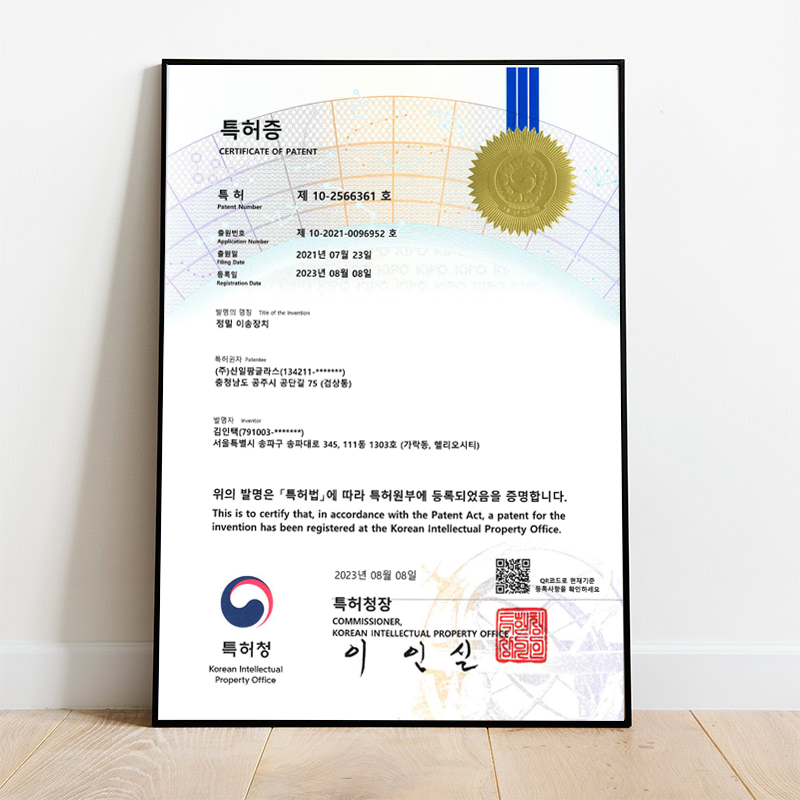 특허증
CERTIFICATE OF PATENT
특 허
Patent Number
제 10-2566361 호
출원번호
Application Number
제 10-2021-0096952 호
출원일
Filing Date
2021년 07월 23일
등록일
Registration Date
2023년 08월 08일
KIPO KIPO KIPO KIPO
발명의 명칭 Title of the Invention
정밀 이송장치
특허권자 Patentee
(주)신일팜글라스(134211-*******)
충청남도 공주시 공단길 75 (검상동)
발명자 Inventor
김인택(791003-*******)
서울특별시 송파구 송파대로 345, 111동 1303호 (가락동, 헬리오시티)
위의 발명은 「특허법」에 따라 특허원부에 등록되었음을 증명합니다.
This is to certify that, in accordance with the Patent Act, a patent for the
invention has been registered at the Korean Intellectual Property Office.
2023년 08월 08일
QR코드로 현재기준
등록사항을 확인하세요
특허청장
COMMISSIONER,
KOREAN INTELLECTUAL PROPERTY OFFICE
이 인 실
특허청
Korean Intellectual
Property Office